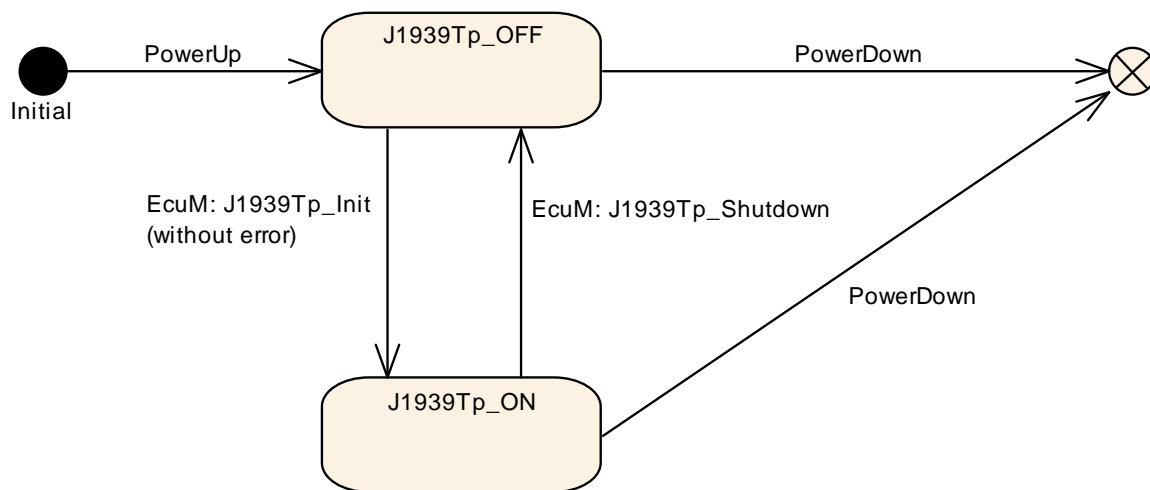 J1939Tp_OFF
PowerUp
PowerDown
Initial
EcuM: J1939Tp_Init
(without error)
EcuM: J1939Tp_Shutdown
PowerDown
J1939Tp_ON